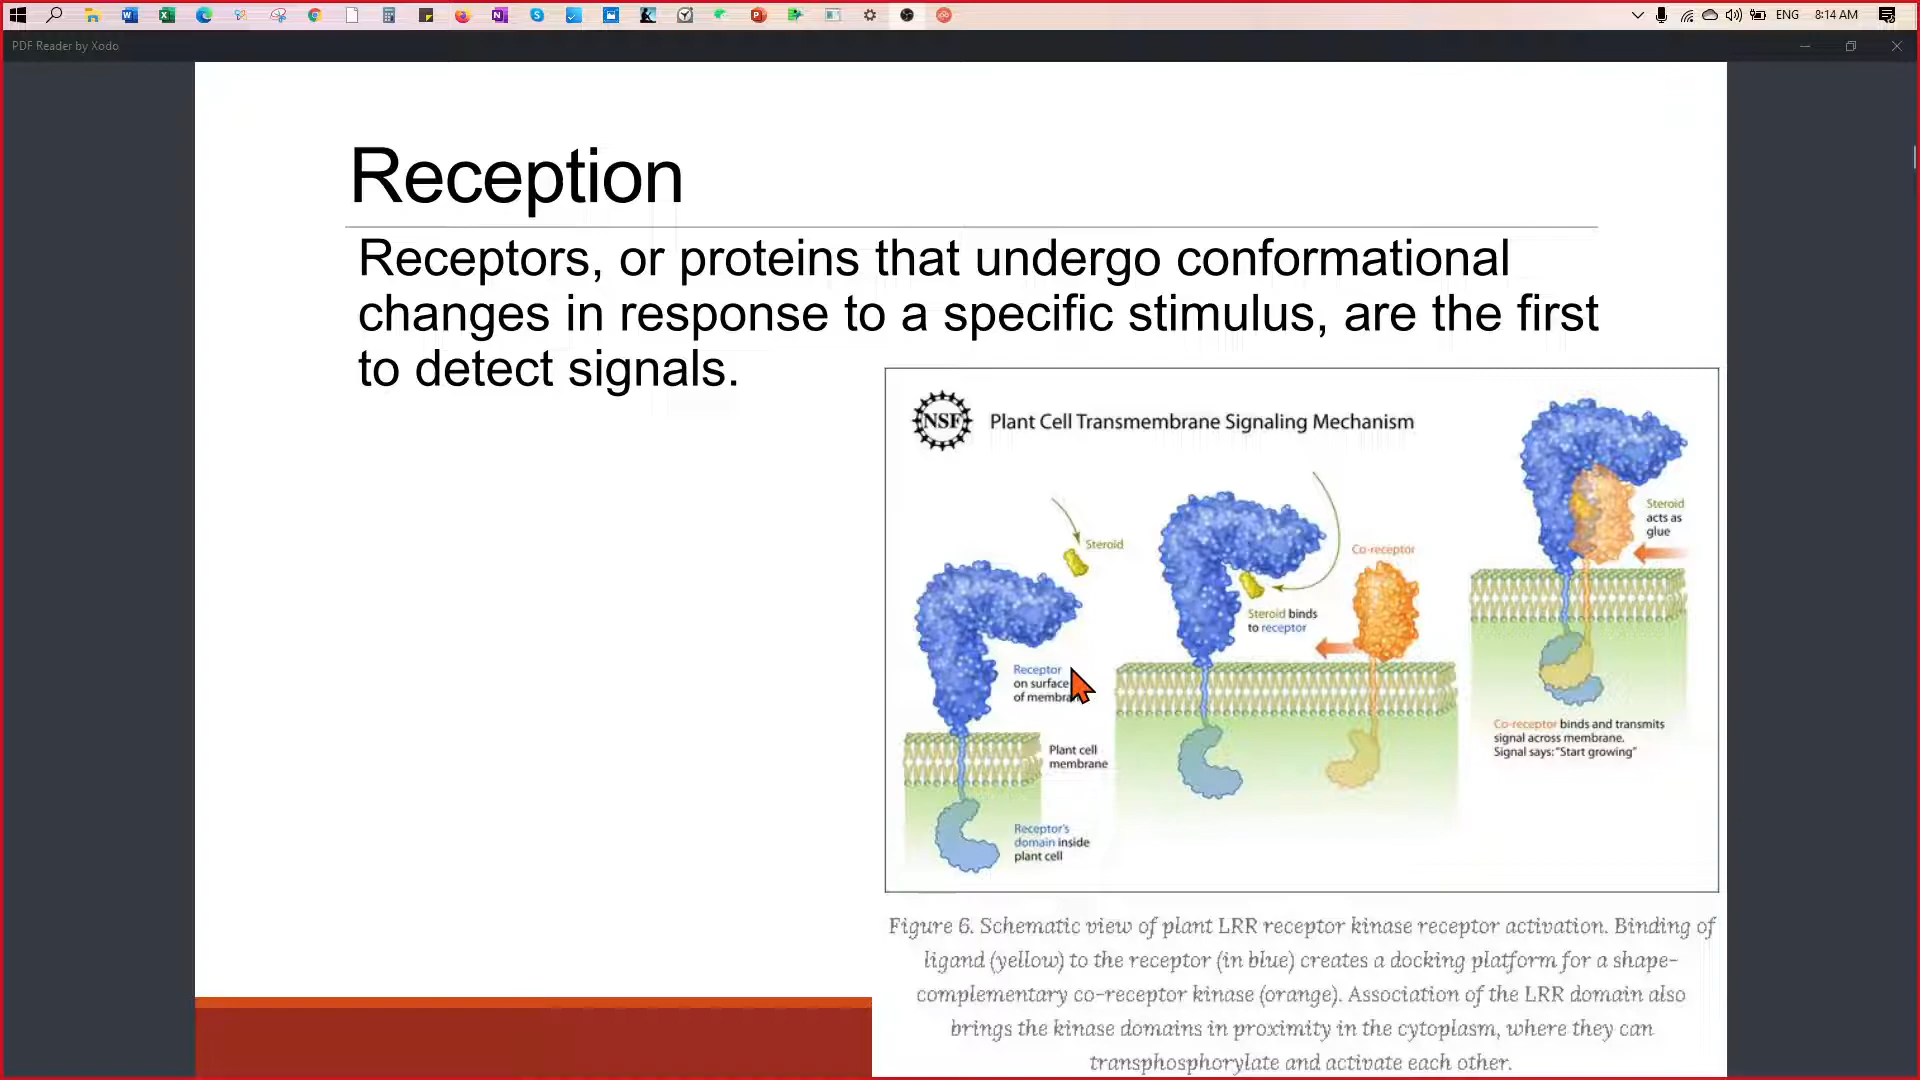 ENG 8:14 AM
PDF Reader by Xodo
Reception
Receptors, or proteins that undergo conformational
changes in response to a specific stimulus, are the first
to detect signals.
NSF
Plant Cell Transmembrane Signaling Mechanism
Steroid
Receptor
on surface
Plant cell
membrane
Receptor's
domain inside
plant cell
Steroid binds
to receptor
Co-receptor
Steroid
acts as
glue
Co-receptor binds and transmits
signal across membrane.
Signal says: "Start growing"
Figure 6. Schematic view of plant LRR receptor kinase receptor activation. Binding of
ligand (yellow) to the receptor (in blue) creates a docking platform for a shape-
complementary co-receptor kinase (orange). Association of the LRR domain also
brings the kinase domains in proximity in the cytoplasm, where they can
transphosphorylate and activate each other.